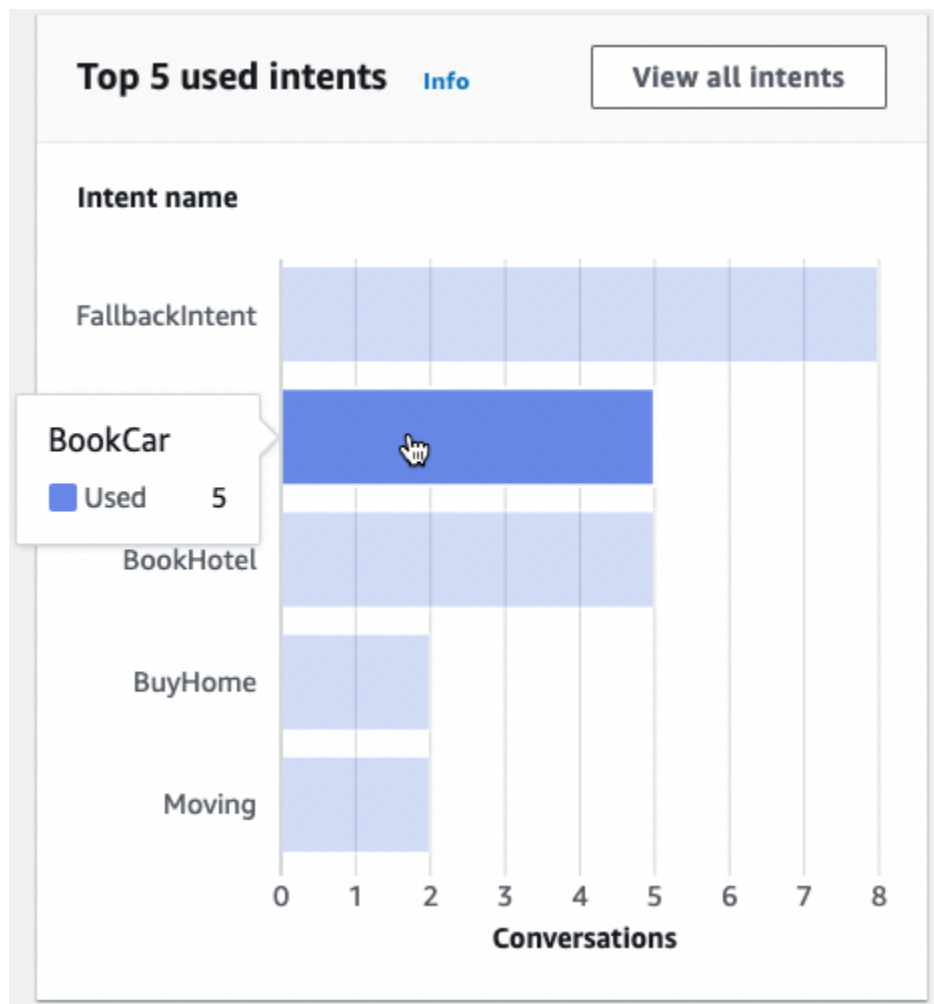 Top 5 used intents Info View all intents
Intent name
FallbackIntent
BookCar
Used 5
BookHotel
BuyHome
Moving
0 1 2 3 4 5 6 7 8
Conversations